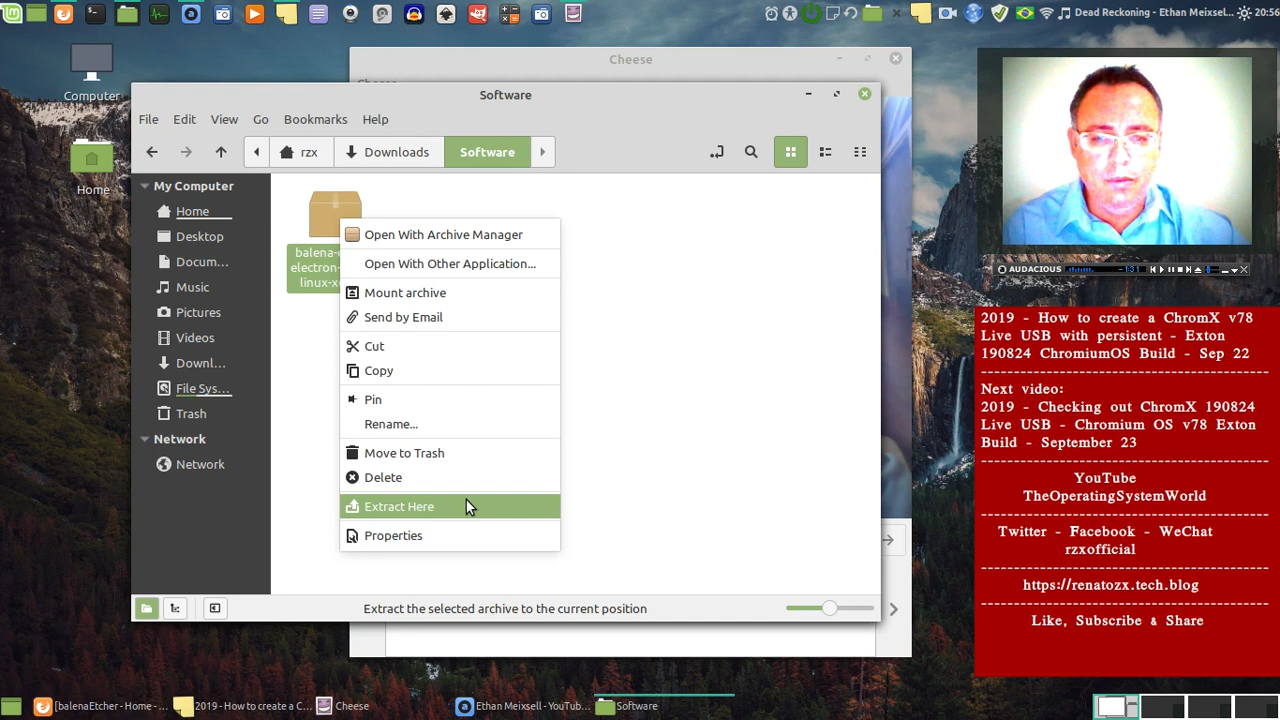 Dead Reckoning - Ethan Meixsel...
20:56
Computer
Home
Cheese
Software
File Edit View Go Bookmarks Help
rzx Downloads Software
My Computer
Home
Desktop
Docum...
Music
Pictures
Videos
Downl...
File Sys...
Trash
Network
Network
linux-x
Open With Archive Manager
Open With Other Application...
Mount archive
Send by Email
Cut
Copy
Pin
Rename...
Move to Trash
Delete
Extract Here
Properties
Extract the selected archive to the current position
AUDACIOUS
-1:31
2019 - How to create a ChromX v78
Live USB with persistent - Exton
190824 ChromiumOS Build - Sep 22
Next video:
2019 - Checking out ChromX 190824
Live USB - Chromium OS v78 Exton
Build - September 23
YouTube
TheOperatingSystemWorld
Twitter - Facebook - WeChat
rzxofficial
https://renatozx.tech.blog
Like, Subscribe & Share
[balenaEtcher - Home -...
2019 - How to create a C...
Cheese
Ethan Meixsell - YouTub...
Software